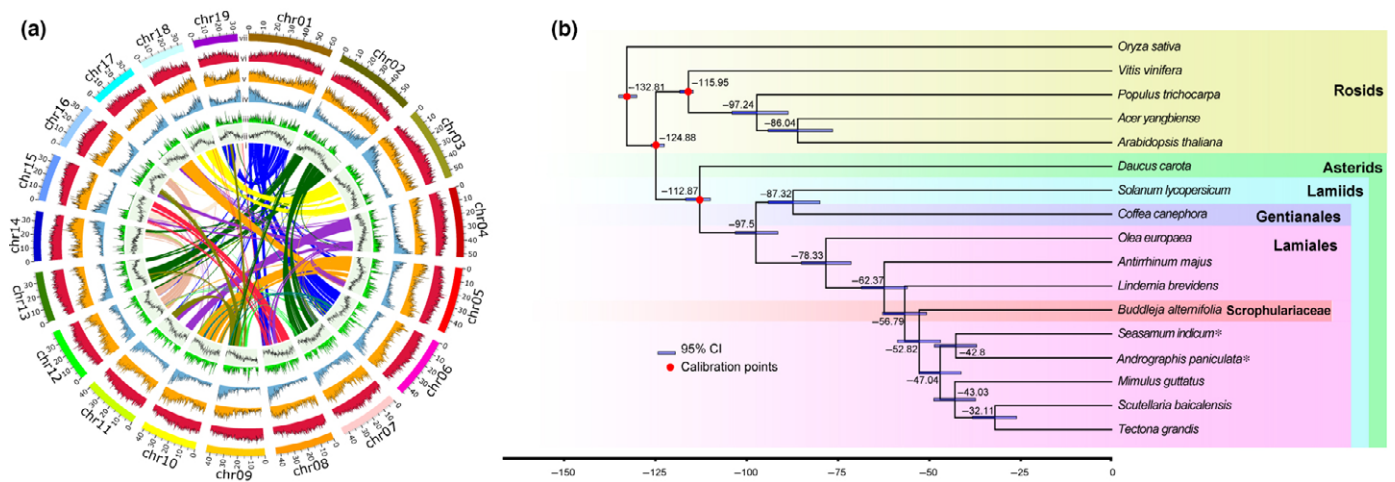 (a)
chr01
chr02
chr03
chr04
chr05
chr06
chr07
chr08
chr09
chr10
chr11
chr12
chr13
chr14
chr15
chr16
chr17
chr18
chr19
vii
vi
v
iv
(b)
Oryza sativa
Vitis vinifera
Populus trichocarpa
Acer yangbiense
Arabidopsis thaliana
Daucus carota
Solanum lycopersicum
Coffea canephora
Olea europaea
Antirrhinum majus
Lindernia brevidens
Buddleja alternifolia
Seasamum indicum*
Andrographis paniculata*
Mimulus guttatus
Scutellaria baicalensis
Tectona grandis
Rosids
Asterids
Lamiids
Gentianales
Lamiales
Scrophulariaceae
−132.81
−115.95
−97.24
−86.04
−124.88
−112.87
−87.32
−97.5
−78.33
−62.37
−56.79
−52.82
−42.8
−47.04
−43.03
−32.11
95% CI
Calibration points
−150 −125 −100 −75 −50 −25 0